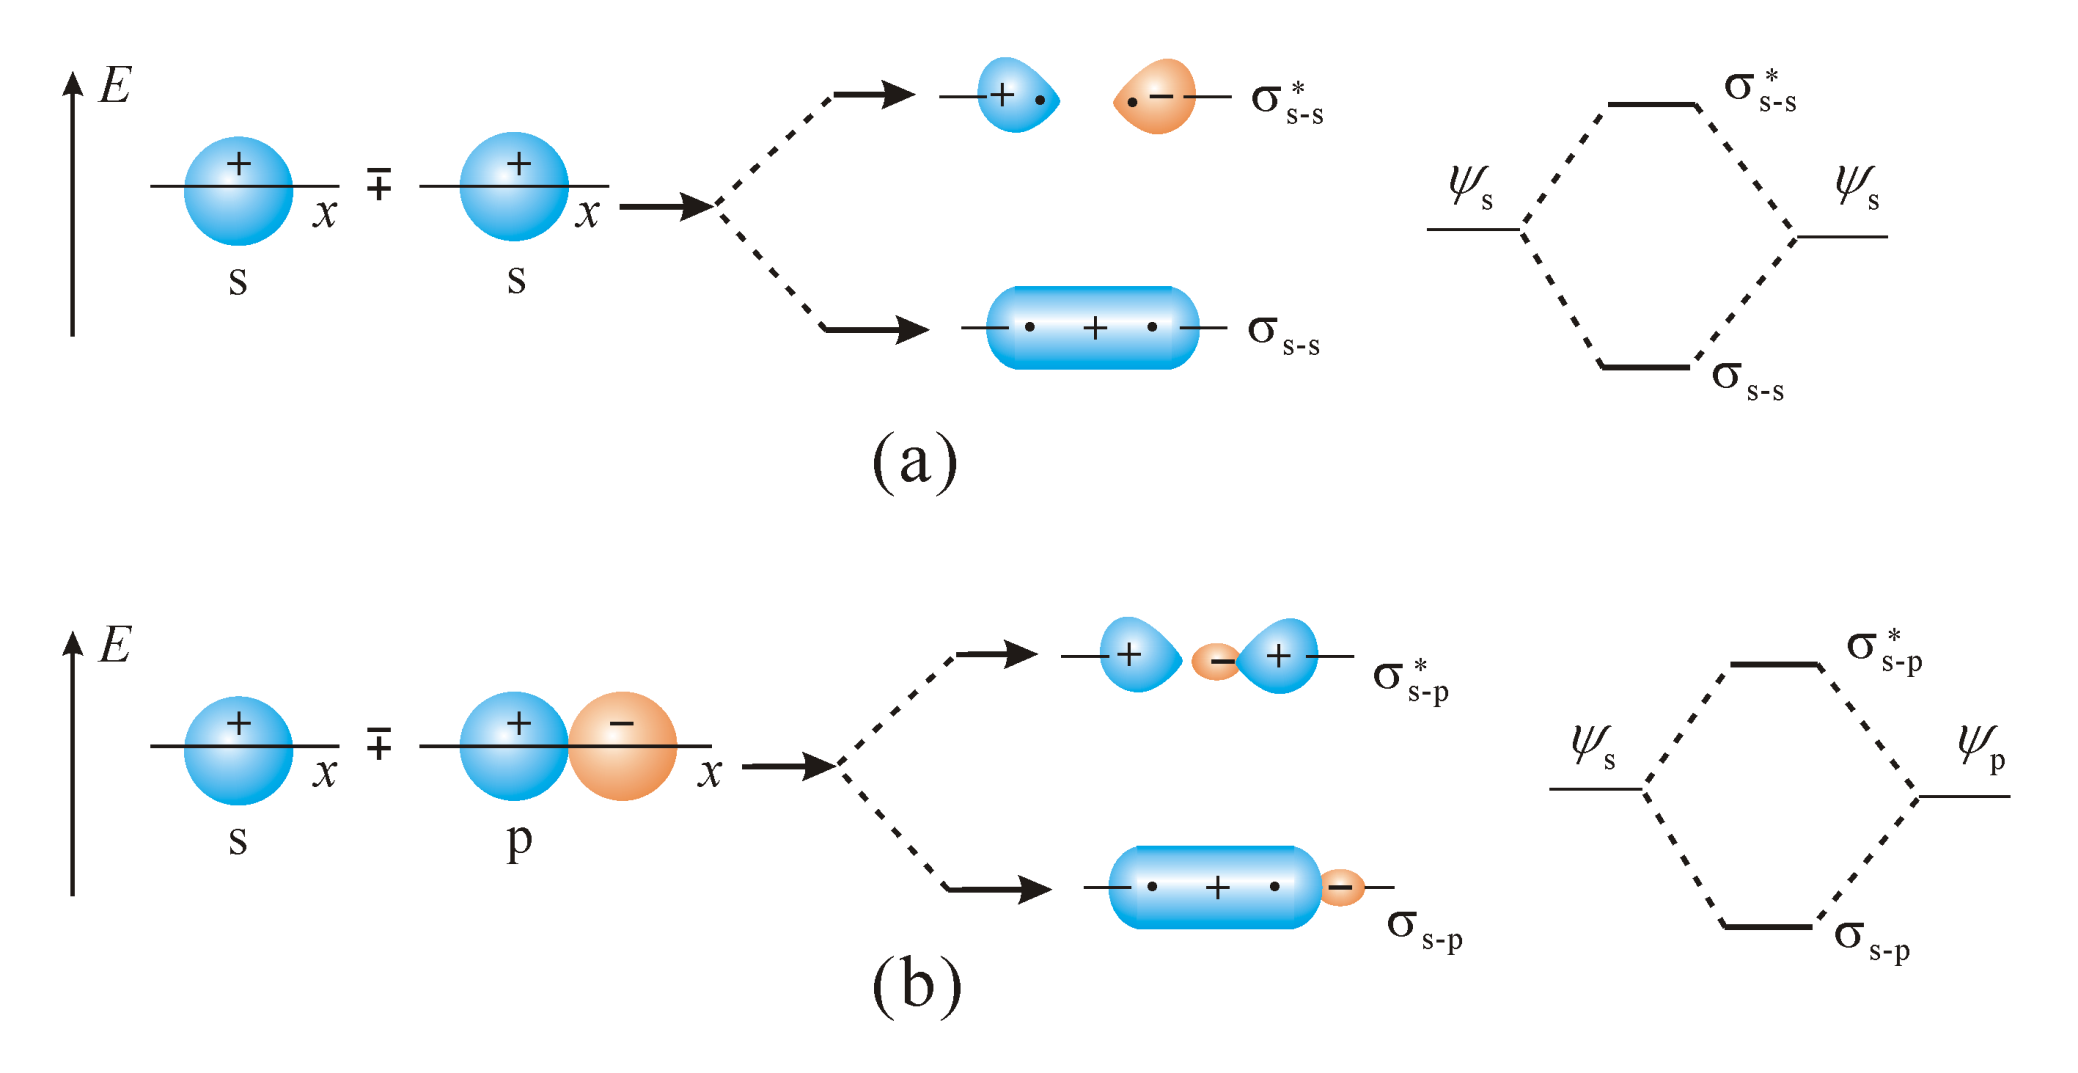 E
+ ∓ +
x x
s s
+ − σ*s-s
+ σs-s
σ*s-s
ψs ψs
σs-s
(a)
E
+ ∓ + −
x x
s p
+ − + σ*s-p
+ − σs-p
σ*s-p
ψs ψp
σs-p
(b)